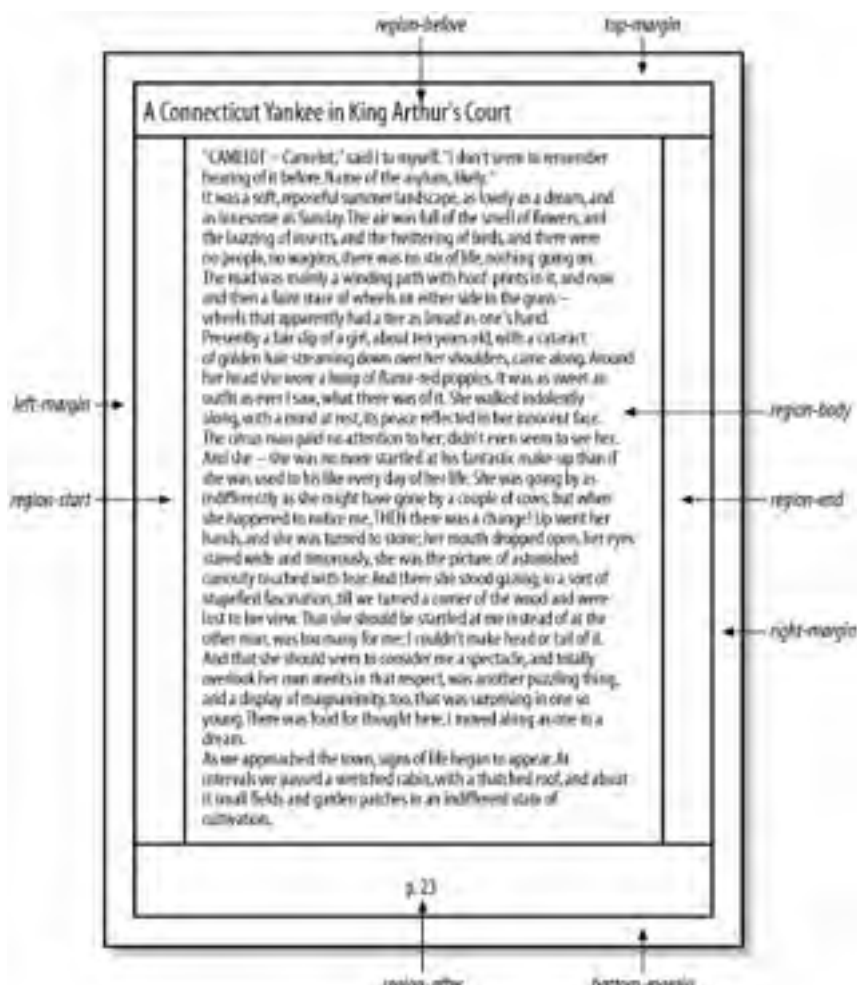 region-before
top-margin
A Connecticut Yankee in King Arthur's Court
"CAMELOT – Camelot," said I to myself. "I don't seem to remember
hearing of it before. Name of the asylum, likely."
It was a soft, reposeful summer landscape, as lovely as a dream, and
as lonesome as Sunday. The air was full of the smell of flowers, and
the buzzing of insects, and the twittering of birds, and there were
no people, no wagons, there was no stir of life, nothing going on.
The road was mainly a winding path with hoof-prints in it, and now
and then a faint trace of wheels on either side in the grass –
wheels that apparently had a tire as broad as one's hand.
Presently a fair slip of a girl, about ten years old, with a cataract
of golden hair streaming down over her shoulders, came along. Around
her head she wore a hoop of flame-red poppies. It was as sweet an
outfit as ever I saw, what there was of it. She walked indolently
left-margin
along, with a mind at rest, its peace reflected in her innocent face.
region-body
The circus man paid no attention to her; didn't even seem to see her.
And she – she was no more startled at his fantastic make-up than if
she was used to his like every day of her life. She was going by as
region-start
indifferently as she might have gone by a couple of cows; but when
region-end
she happened to notice me, THEN there was a change! Up went her
hands, and she was turned to stone; her mouth dropped open, her eyes
stared wide and timorously, she was the picture of astonished
curiosity touched with fear. And there she stood gazing, in a sort of
stupefied fascination, till we turned a corner of the wood and were
lost to her view. That she should be startled at me instead of at the
other man, was too many for me; I couldn't make head or tail of it.
right-margin
And that she should seem to consider me a spectacle, and totally
overlook her own merits in that respect, was another puzzling thing,
and a display of magnanimity, too, that was surprising in one so
young. There was food for thought here. I moved along as one in a
dream.
As we approached the town, signs of life began to appear. At
intervals we passed a wretched cabin, with a thatched roof, and about
it small fields and garden patches in an indifferent state of
cultivation.
p. 23
region-after
bottom-margin